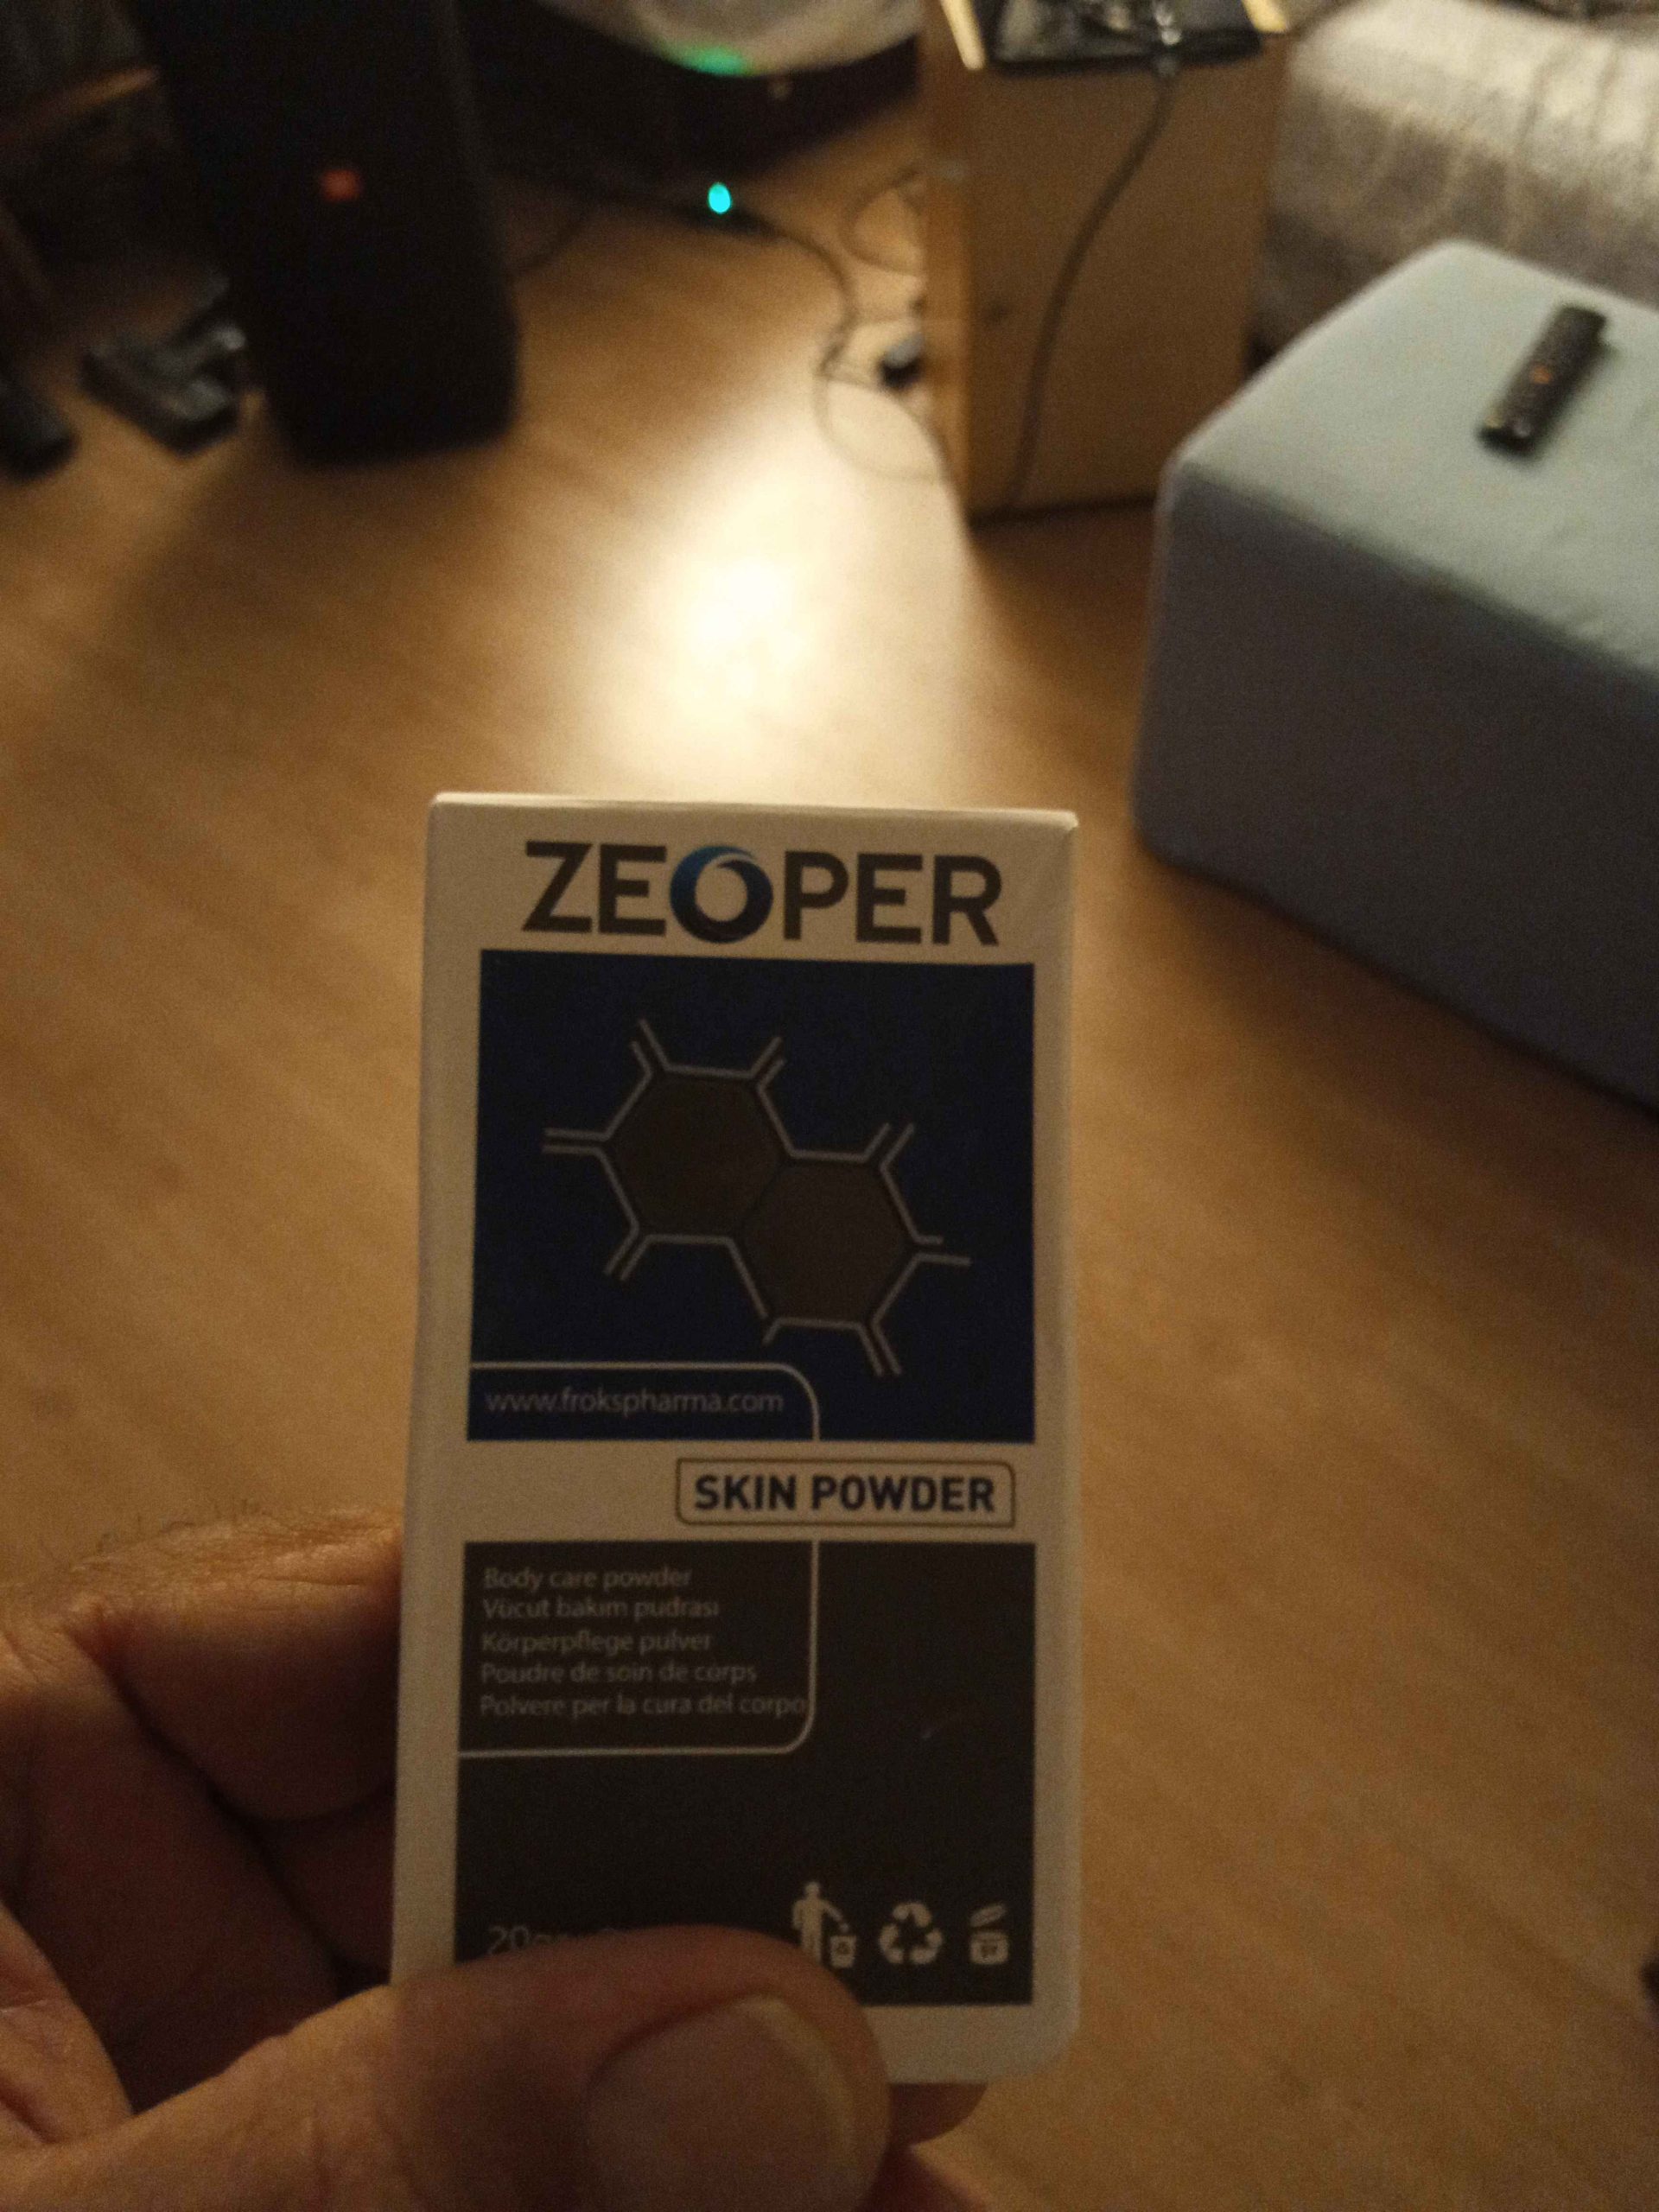 ZEOPER
www.frokspharma.com
SKIN POWDER
Body care powder
Vücut bakım pudrası
Körperpflege pulver
Poudre de soin de corps
Polvere per la cura del corpo